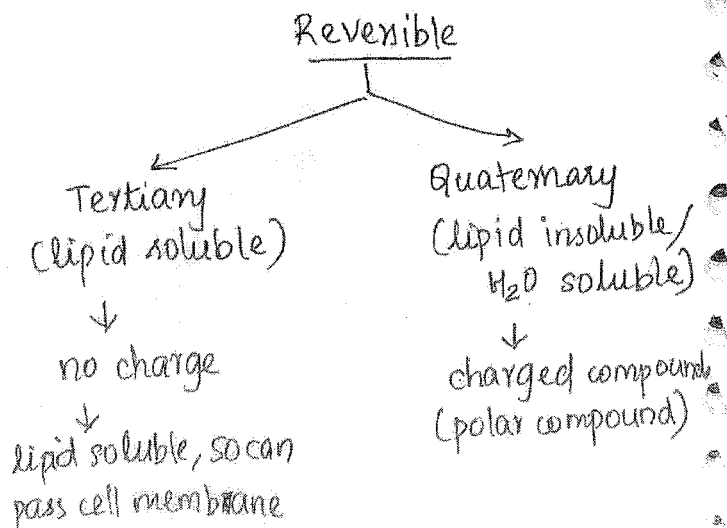 Reversible
Tertiary
(lipid soluble)
↓
no charge
↓
lipid soluble, so can
pass cell membrane
Quaternary
(lipid insoluble/
H₂O soluble)
↓
charged compounds
(polar compound)